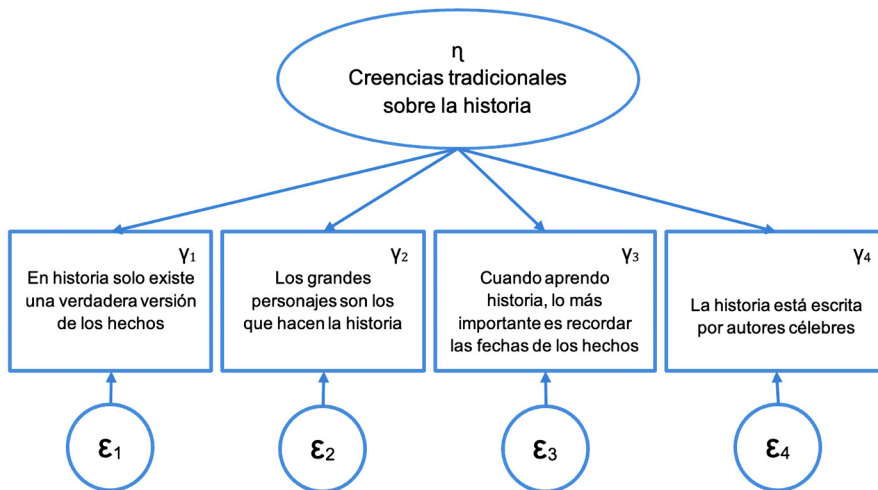 η
Creencias tradicionales
sobre la historia
γ1
En historia solo existe
una verdadera versión
de los hechos
γ2
Los grandes
personajes son los
que hacen la historia
γ3
Cuando aprendo
historia, lo más
importante es recordar
las fechas de los hechos
γ4
La historia está escrita
por autores célebres
ε1
ε2
ε3
ε4